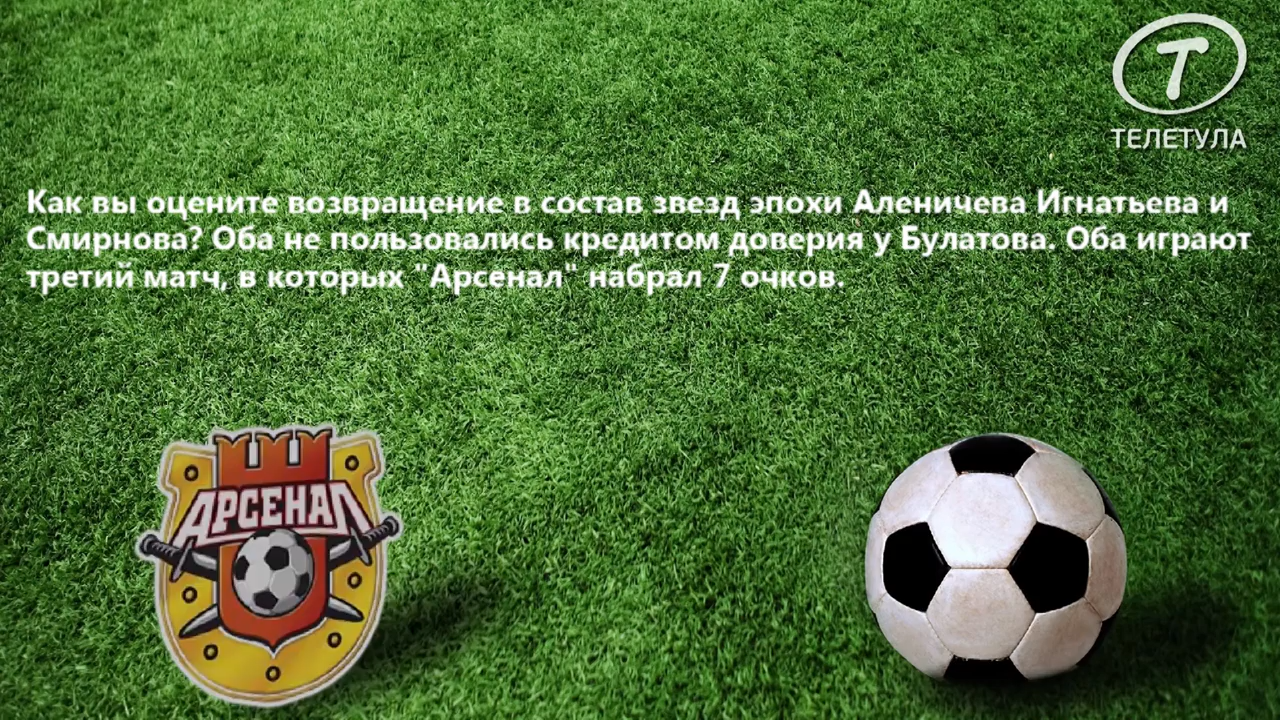 Т
ТЕЛЕТУЛА
Как вы оцените возвращение в состав звезд эпохи Аленичева Игнатьева и
Смирнова? Оба не пользовались кредитом доверия у Булатова. Оба играют
третий матч, в которых "Арсенал" набрал 7 очков.
АРСЕНАЛ